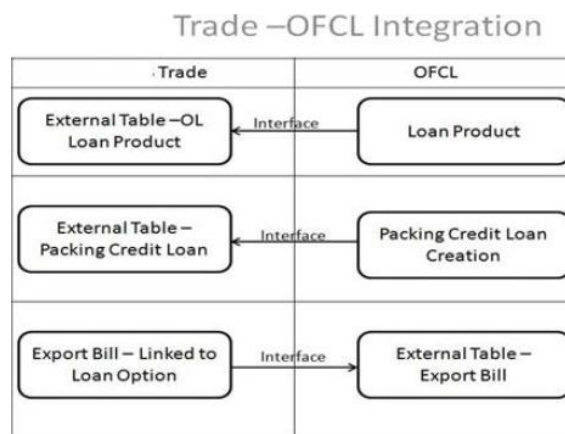 Trade –OFCL Integration
Trade
OFCL
External Table –OL
Loan Product
Interface
Loan Product
External Table –
Packing Credit Loan
Interface
Packing Credit Loan
Creation
Export Bill – Linked to
Loan Option
Interface
External Table –
Export Bill